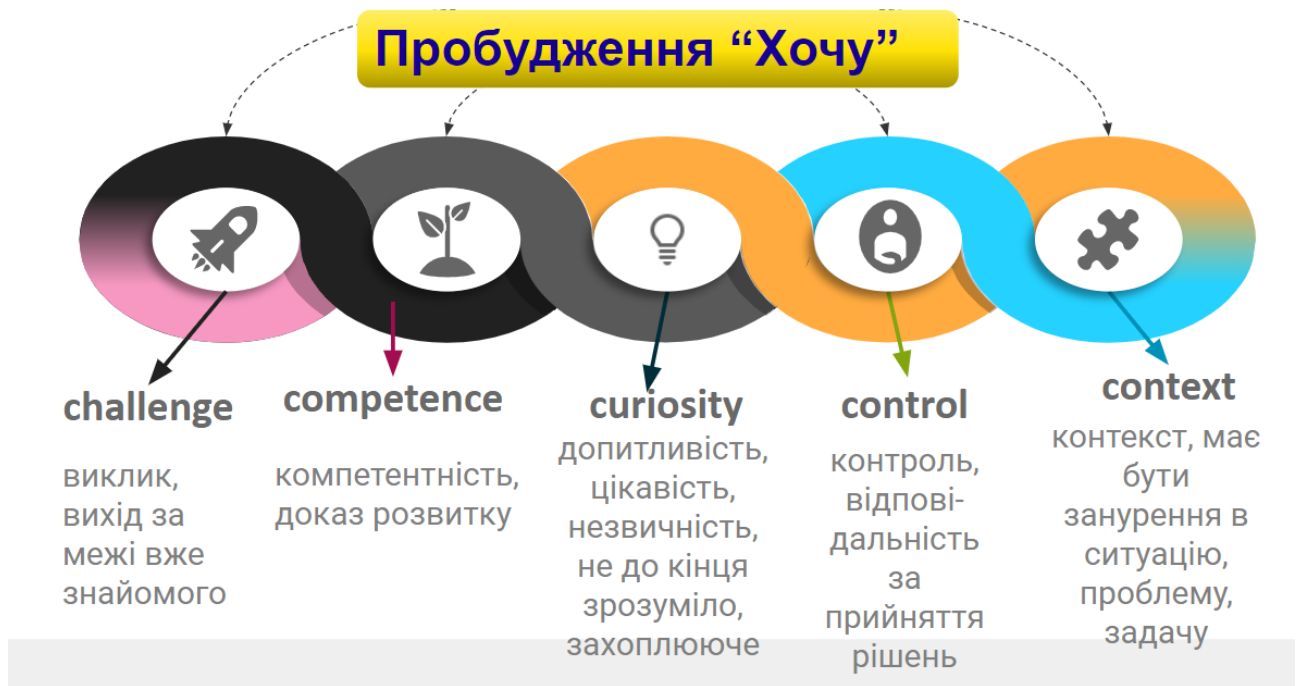 Пробудження “Хочу”
challenge
виклик,
вихід за
межі вже
знайомого
competence
компетентність,
доказ розвитку
curiosity
допитливість,
цікавість,
незвичність,
не до кінця
зрозуміло,
захоплююче
control
контроль,
відпові-
дальність
за
прийняття
рішень
context
контекст, має
бути
занурення в
ситуацію,
проблему,
задачу